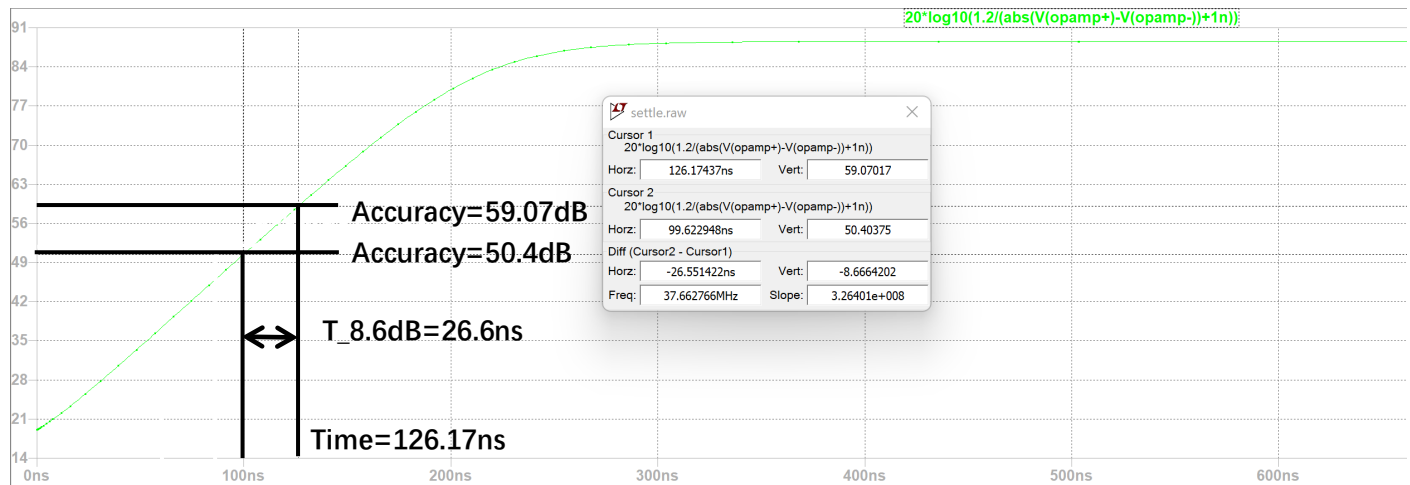 20*log10(1.2/(abs(V(opamp+)-V(opamp-))+1n))
91
84
77
70
63
56
49
42
35
28
21
14
0ns
100ns
200ns
300ns
400ns
500ns
600ns
Accuracy=59.07dB
Accuracy=50.4dB
T_8.6dB=26.6ns
Time=126.17ns
settle.raw
Cursor 1
20*log10(1.2/(abs(V(opamp+)-V(opamp-))+1n))
Horz: 126.17437ns Vert: 59.07017
Cursor 2
20*log10(1.2/(abs(V(opamp+)-V(opamp-))+1n))
Horz: 99.622948ns Vert: 50.40375
Diff (Cursor2 - Cursor1)
Horz: -26.551422ns Vert: -8.6664202
Freq: 37.662766MHz Slope: 3.26401e+008